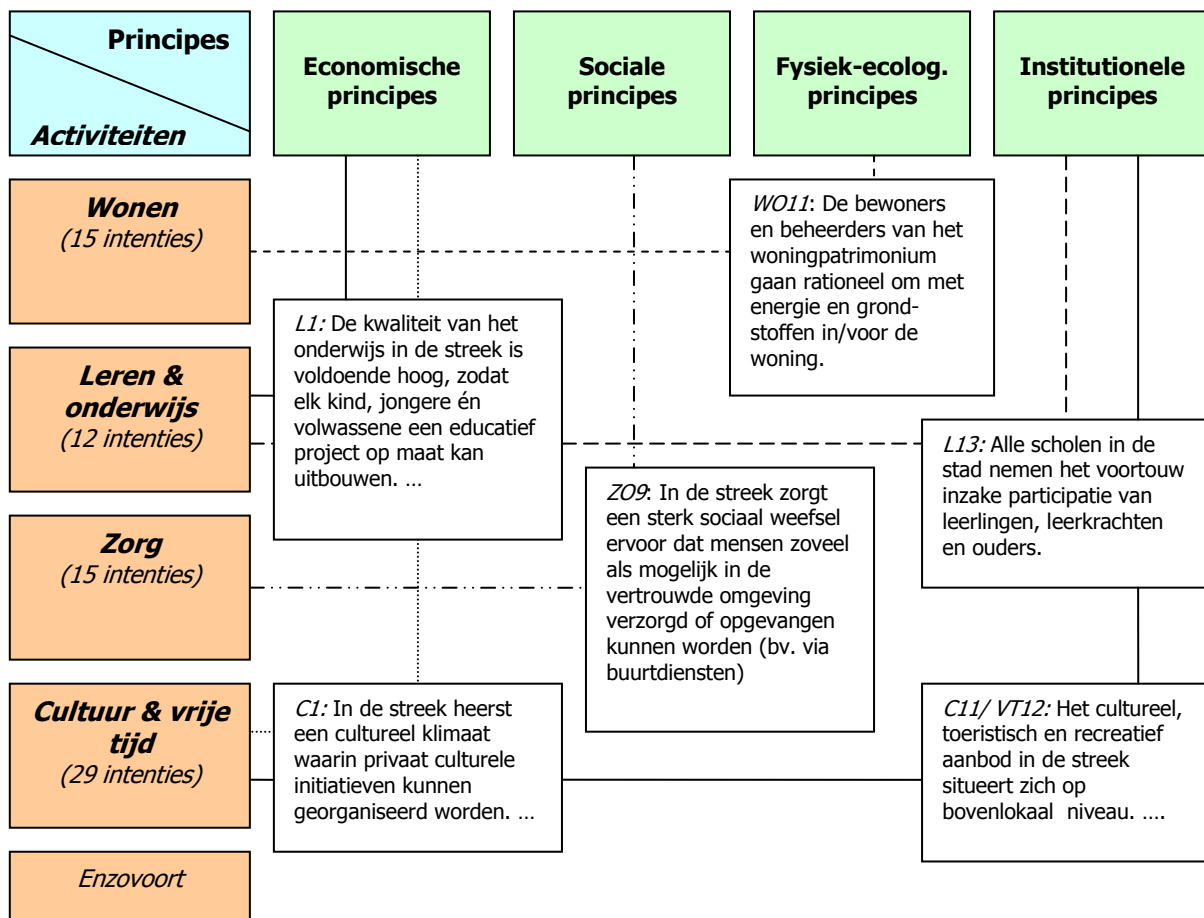 Principes
Activiteiten
Economische
principes
Sociale
principes
Fysiek-ecolog.
principes
Institutionele
principes
Wonen
(15 intenties)
WO11: De bewoners
en beheerders van het
woningpatrimonium
gaan rationeel om met
energie en grond-
stoffen in/voor de
woning.
L1: De kwaliteit van het
onderwijs in de streek is
voldoende hoog, zodat
elk kind, jongere én
volwassene een educatief
project op maat kan
uitbouwen. …
Leren &
onderwijs
(12 intenties)
L13: Alle scholen in de
stad nemen het voortouw
inzake participatie van
leerlingen, leerkrachten
en ouders.
ZO9: In de streek zorgt
een sterk sociaal weefsel
ervoor dat mensen zoveel
als mogelijk in de
vertrouwde omgeving
verzorgd of opgevangen
kunnen worden (bv. via
buurtdiensten)
Zorg
(15 intenties)
Cultuur & vrije
tijd
(29 intenties)
C1: In de streek heerst
een cultureel klimaat
waarin privaat culturele
initiatieven kunnen
georganiseerd worden. …
C11/ VT12: Het cultureel,
toeristisch en recreatief
aanbod in de streek
situeert zich op
bovenlokaal niveau. ….
Enzovoort